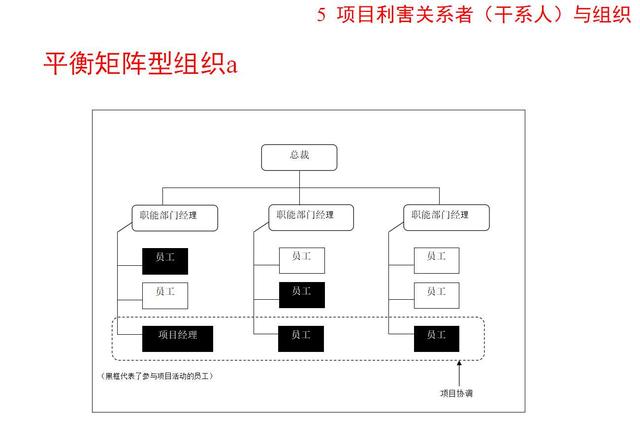 5 项目利害关系者（干系人）与组织
平衡矩阵型组织a
总裁
职能部门经理 职能部门经理 职能部门经理
员工 员工 员工
员工 员工 员工
项目经理 员工 员工
（黑框代表了参与项目活动的员工）
项目协调